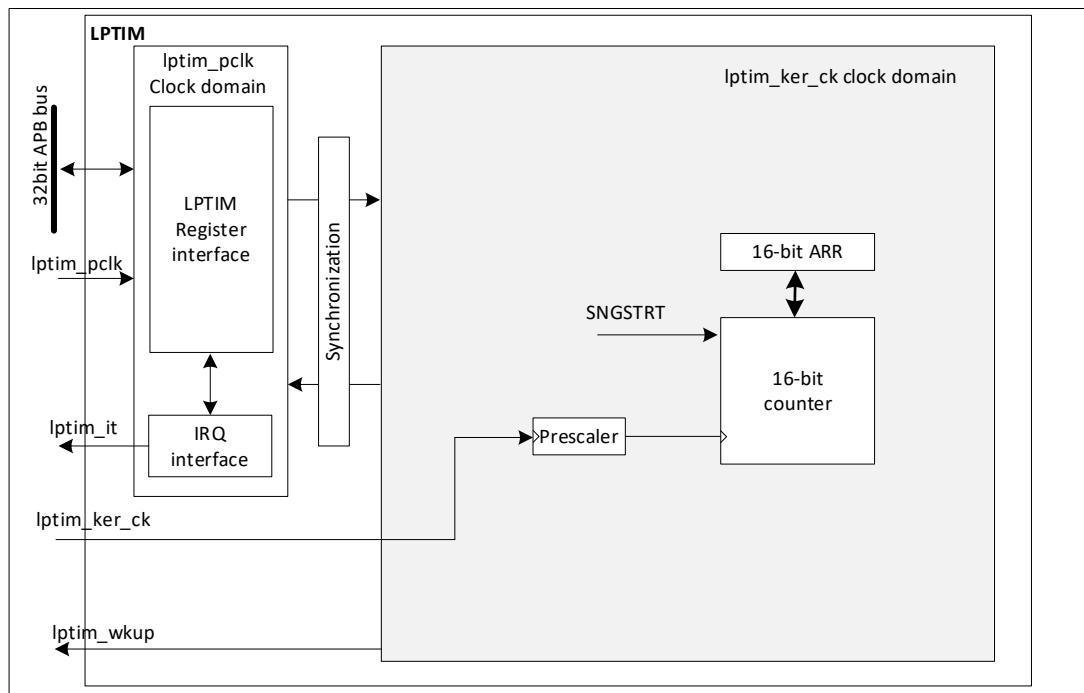 LPTIM
lptim_pclk
Clock domain
lptim_ker_ck clock domain
32bit APB bus
LPTIM
Register
interface
Synchronization
16-bit ARR
lptim_pclk
SNGSTRT
16-bit
counter
lptim_it
IRQ
interface
Prescaler
lptim_ker_ck
lptim_wkup